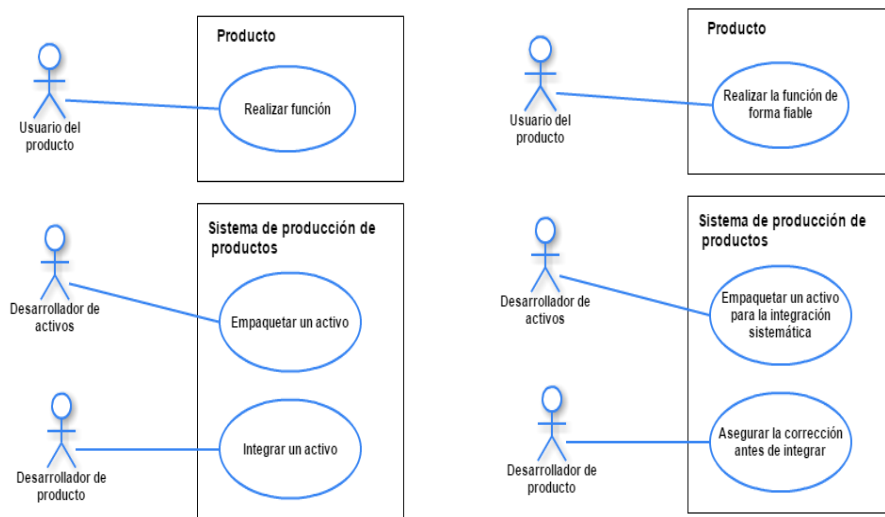 Producto
Realizar función
Usuario del
producto
Sistema de producción de
productos
Desarrollador de
activos
Empaquetar un activo
Integrar un activo
Desarrollador de
producto
Producto
Realizar la función de
forma fiable
Usuario del
producto
Sistema de producción de
productos
Desarrollador de
activos
Empaquetar un activo
para la integración
sistemática
Asegurar la corrección
antes de integrar
Desarrollador de
producto